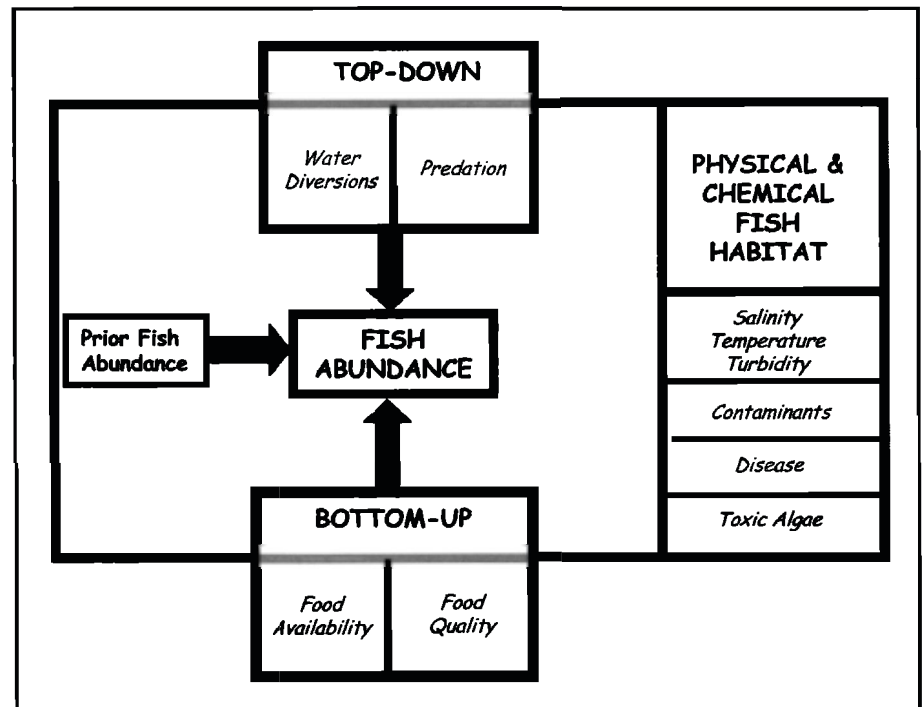 TOP-DOWN
Water
Diversions
Predation
PHYSICAL &
CHEMICAL
FISH
HABITAT
Prior Fish
Abundance
FISH
ABUNDANCE
Salinity
Temperature
Turbidity
Contaminants
Disease
Toxic Algae
BOTTOM-UP
Food
Availability
Food
Quality